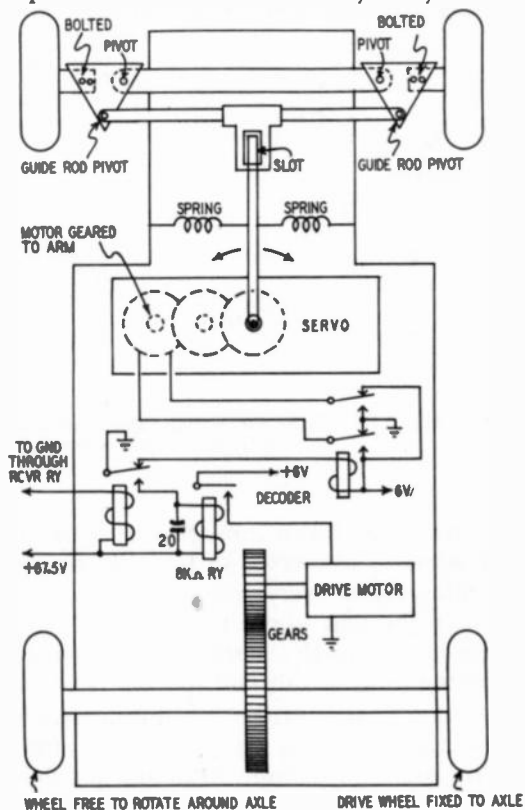 BOLTED
PIVOT
PIVOT
BOLTED
GUIDE ROD PIVOT
SLOT
GUIDE ROD PIVOT
SPRING
SPRING
MOTOR GEARED
TO ARM
SERVO
TO GND
THROUGH
RCVR RY
+6V
DECODER
6V
20
+67.5V
8KΩ RY
DRIVE MOTOR
GEARS
WHEEL FREE TO ROTATE AROUND AXLE
DRIVE WHEEL FIXED TO AXLE